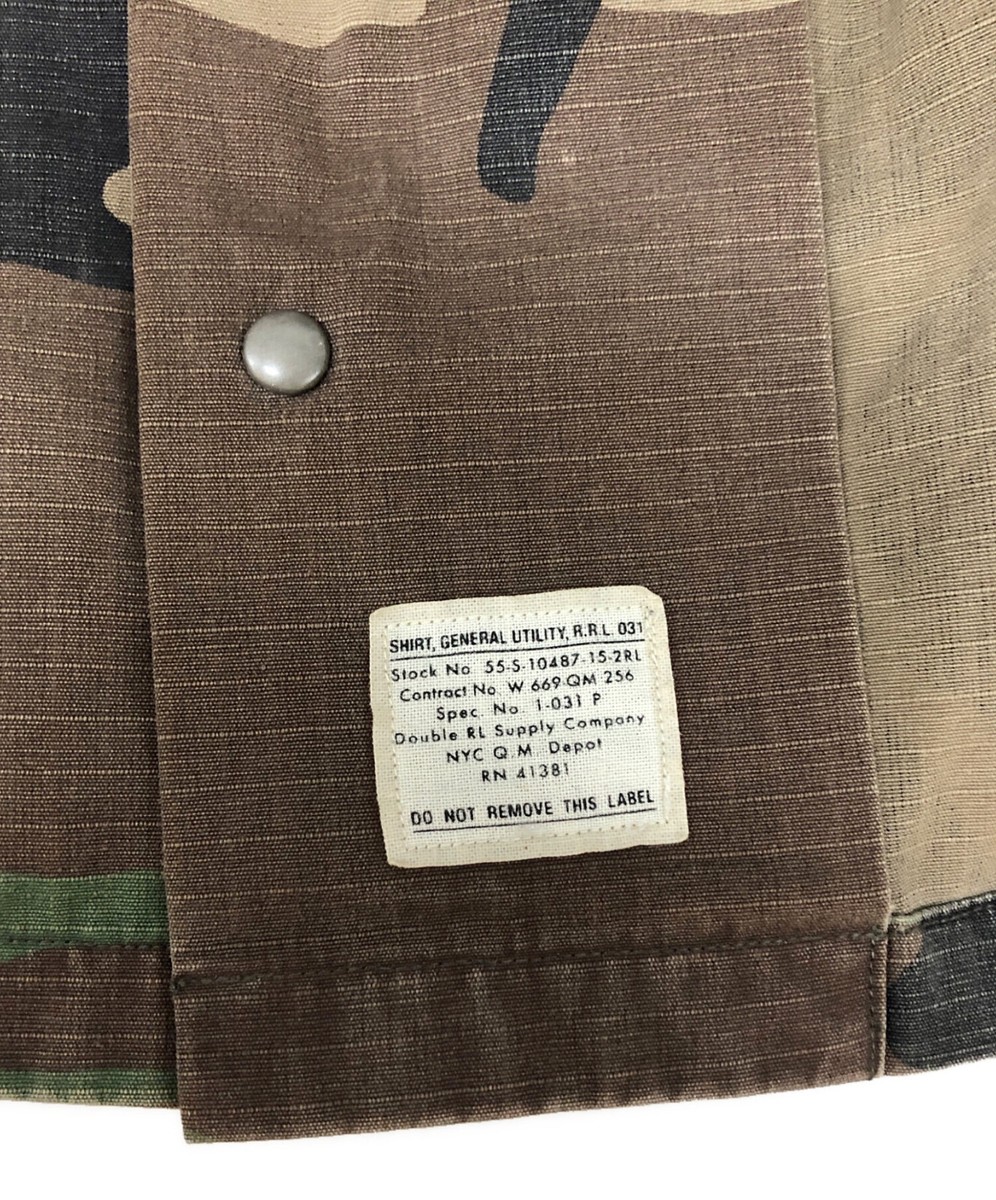 SHIRT, GENERAL UTILITY, R.R.L. 031
Stock No. 55-S-10487-15-2RL
Contract No. W 669 QM 256
Spec. No. 1-031 P
Double RL Supply Company
NYC Q.M. Depot
RN 41381
DO NOT REMOVE THIS LABEL